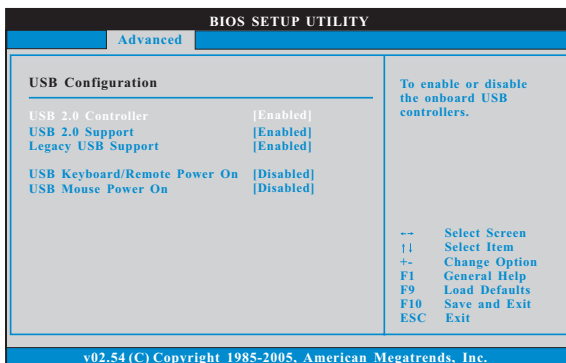 BIOS SETUP UTILITY
Advanced
USB Configuration
USB 2.0 Controller [Enabled]
USB 2.0 Support [Enabled]
Legacy USB Support [Enabled]
USB Keyboard/Remote Power On [Disabled]
USB Mouse Power On [Disabled]
To enable or disable
the onboard USB
controllers.
←→ Select Screen
↑↓ Select Item
+- Change Option
F1 General Help
F9 Load Defaults
F10 Save and Exit
ESC Exit
v02.54 (C) Copyright 1985-2005, American Megatrends, Inc.